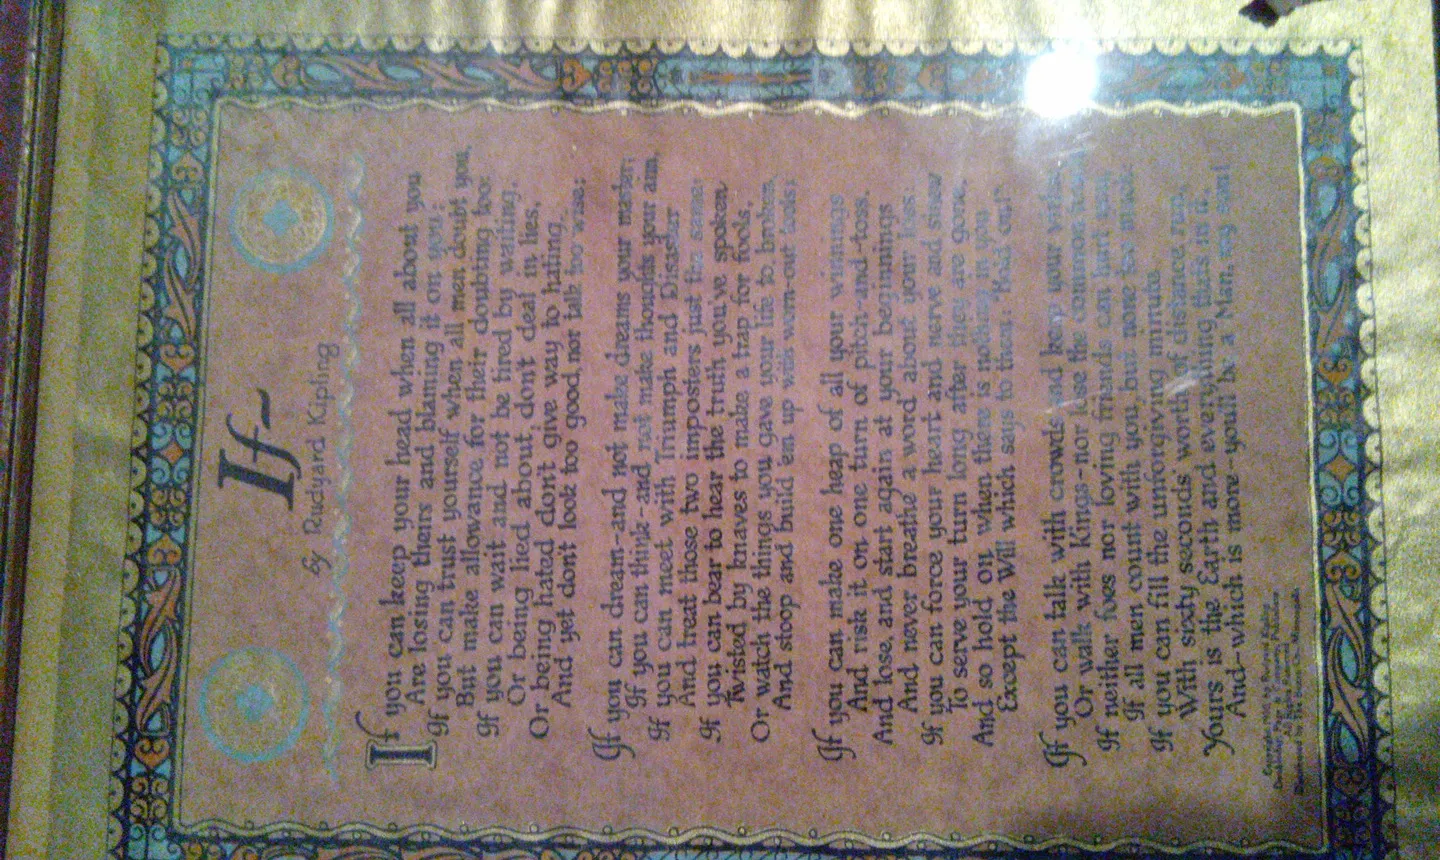 If-
by Rudyard Kipling
If you can keep your head when all about you
Are losing theirs and blaming it on you;
If you can trust yourself when all men doubt you,
But make allowance for their doubting too:
If you can wait and not be tired by waiting,
Or being lied about, don't deal in lies,
Or being hated don't give way to hating,
And yet don't look too good, nor talk too wise;
If you can dream-and not make dreams your master;
If you can think-and not make thoughts your aim,
If you can meet with Triumph and Disaster
And treat those two imposters just the same:
If you can bear to hear the truth you've spoken
Twisted by knaves to make a trap for fools,
Or watch the things you gave your life to broken,
And stoop and build 'em up with worn-out tools;
If you can make one heap of all your winnings
And risk it on one turn of pitch-and-toss,
And lose, and start again at your beginnings
And never breathe a word about your loss:
If you can force your heart and nerve and sinew
To serve your turn long after they are gone,
And so hold on when there is nothing in you
Except the Will which says to them: "Hold on!"
If you can talk with crowds and keep your virtue,
Or walk with Kings-nor lose the common touch,
If neither foes nor loving friends can hurt you,
If all men count with you, but none too much:
If you can fill the unforgiving minute
With sixty seconds worth of distance run,
Yours is the Earth and everything that's in it,
And-which is more-you'll be a Man, my son!
Copyright 1910 by Rudyard Kipling
All Rights Reserved